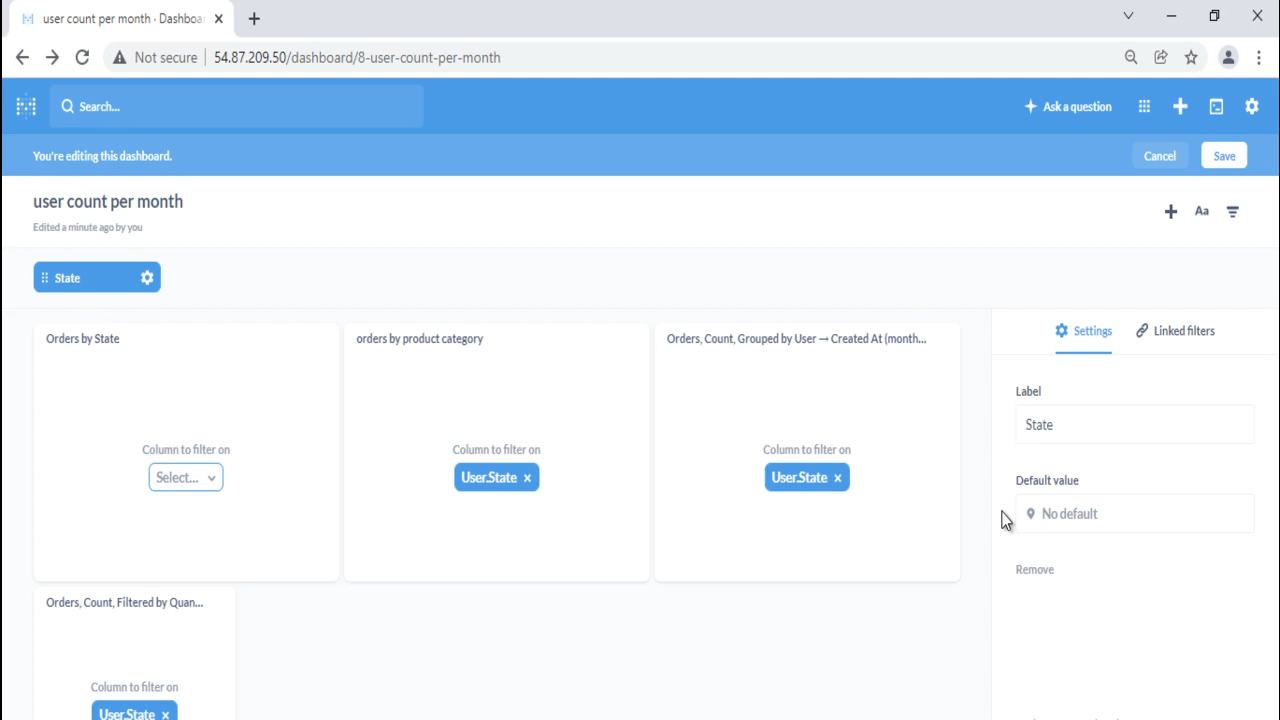 user count per month · Dashboa
Not secure
54.87.209.50/dashboard/8-user-count-per-month
Search...
Ask a question
You're editing this dashboard.
Cancel
Save
user count per month
Edited a minute ago by you
Aa
State
Settings
Linked filters
Orders by State
orders by product category
Orders, Count, Grouped by User → Created At (month...
Label
State
Column to filter on
Column to filter on
Column to filter on
Select...
User.State
User.State
Default value
No default
Remove
Orders, Count, Filtered by Quan...
Column to filter on
User.State